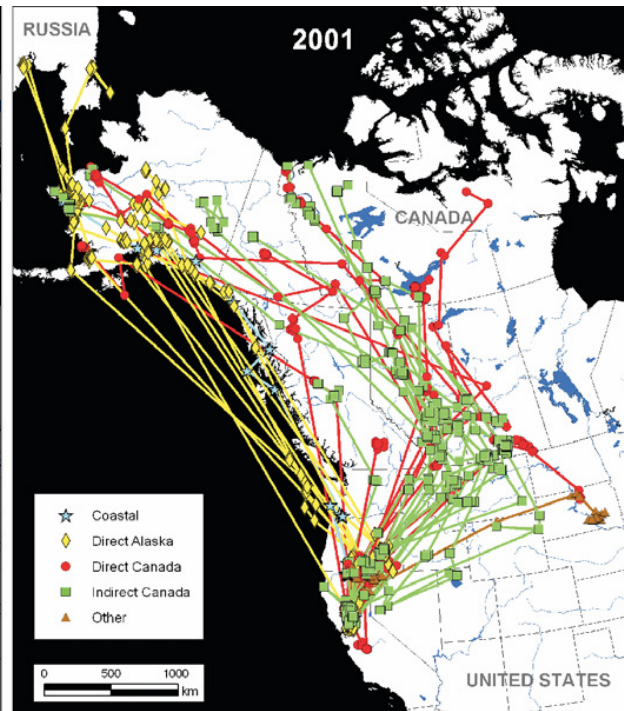 RUSSIA
2001
CANADA
Coastal
Direct Alaska
Direct Canada
Indirect Canada
Other
0 500 1000
km
UNITED STATES